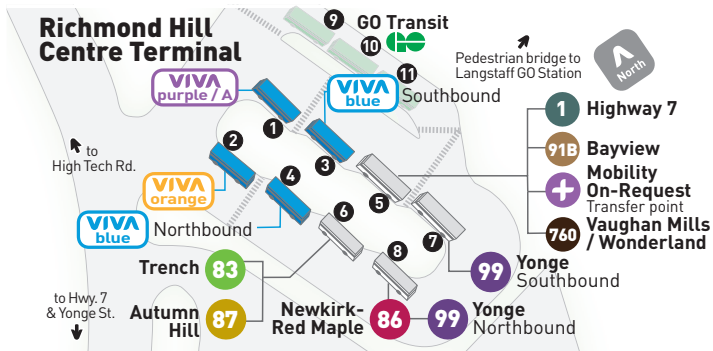 Richmond Hill
Centre Terminal
9
GO Transit
10
GO
11
Pedestrian bridge to
Langstaff GO Station
North
VIVA
purple / A
VIVA
blue
Southbound
1
2
3
4
5
6
7
8
to
High Tech Rd.
VIVA
orange
VIVA
blue
Northbound
1 Highway 7
91B Bayview
Mobility
On-Request
Transfer point
760 Vaughan Mills
/ Wonderland
Trench 83
99 Yonge
Southbound
to Hwy. 7
& Yonge St.
Autumn
Hill 87
Newkirk-
Red Maple 86
99 Yonge
Northbound